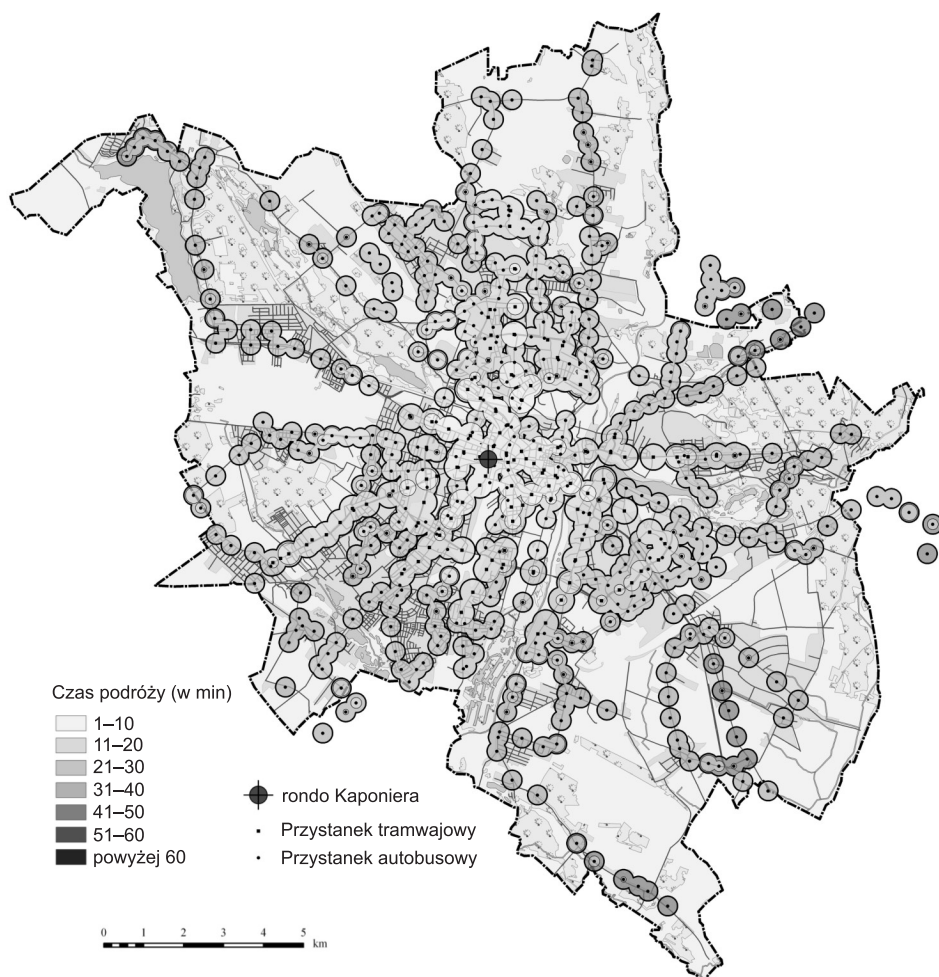 Czas podróży (w min)
1–10
11–20
21–30
31–40
41–50
51–60
powyżej 60
rondo Kaponiera
Przystanek tramwajowy
Przystanek autobusowy
0 1 2 3 4 5
km